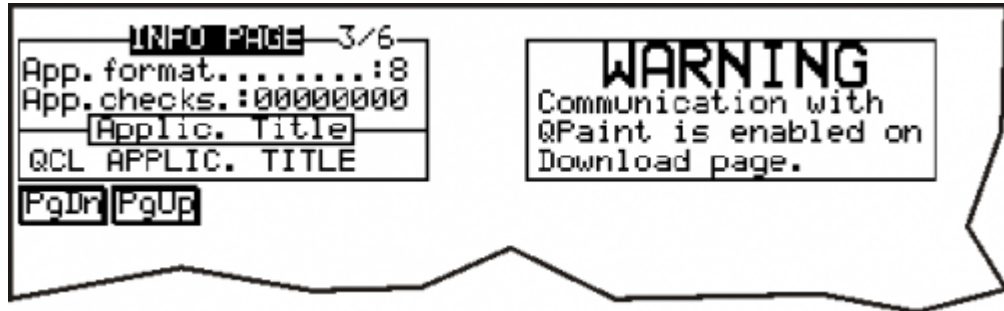 INFO PAGE 3/6
App.format........:8
App.checks.:00000000
Applic. Title
QCL APPLIC. TITLE
PgDn PgUp
WARNING
Communication with
QPaint is enabled on
Download page.